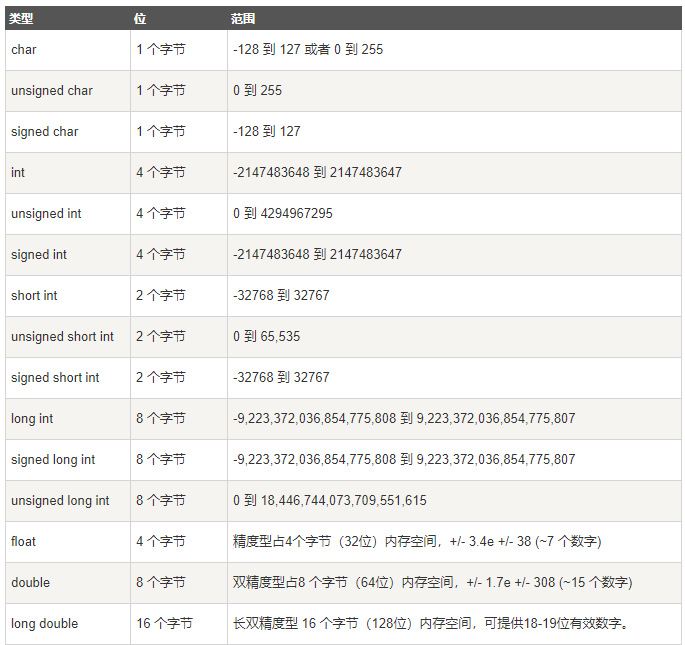 类型 位 范围
char 1 个字节 -128 到 127 或者 0 到 255
unsigned char 1 个字节 0 到 255
signed char 1 个字节 -128 到 127
int 4 个字节 -2147483648 到 2147483647
unsigned int 4 个字节 0 到 4294967295
signed int 4 个字节 -2147483648 到 2147483647
short int 2 个字节 -32768 到 32767
unsigned short int 2 个字节 0 到 65,535
signed short int 2 个字节 -32768 到 32767
long int 8 个字节 -9,223,372,036,854,775,808 到 9,223,372,036,854,775,807
signed long int 8 个字节 -9,223,372,036,854,775,808 到 9,223,372,036,854,775,807
unsigned long int 8 个字节 0 到 18,446,744,073,709,551,615
float 4 个字节 精度型占4个字节（32位）内存空间，+/- 3.4e +/- 38 (~7 个数字)
double 8 个字节 双精度型占8 个字节（64位）内存空间，+/- 1.7e +/- 308 (~15 个数字)
long double 16 个字节 长双精度型 16 个字节（128位）内存空间，可提供18-19位有效数字。